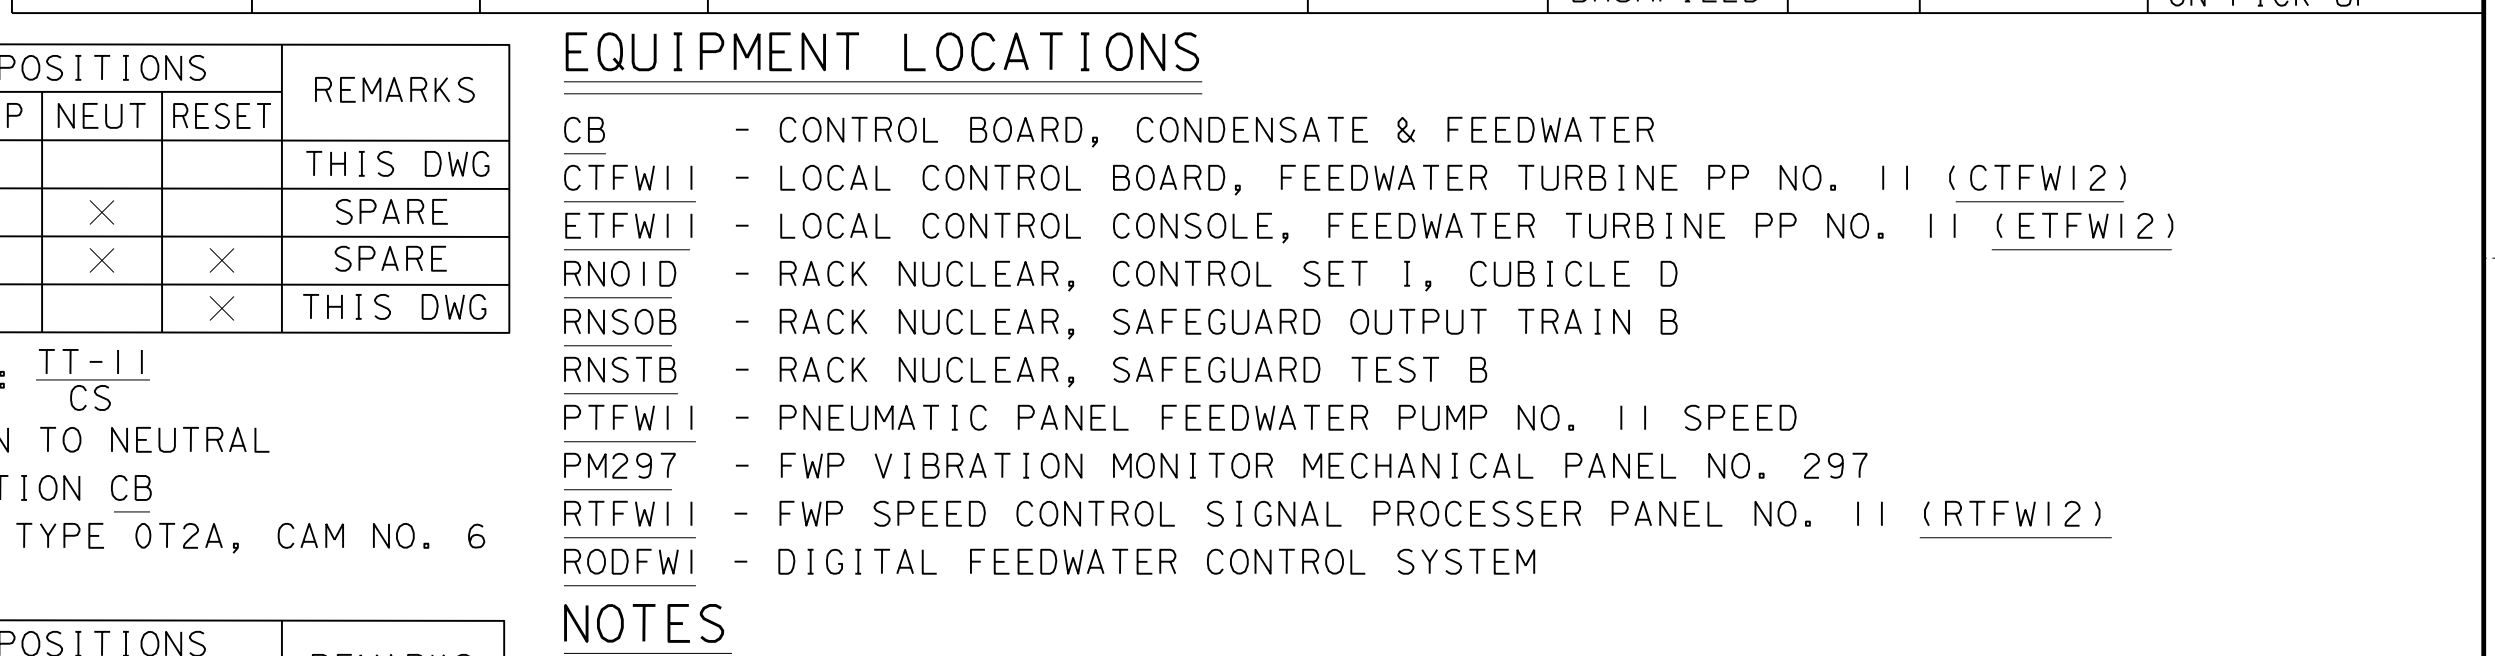 POSITIONS
REMARKS
P NEUT RESET
THIS DWG
X SPARE
X X SPARE
X THIS DWG
TT-11
CS
TO NEUTRAL
CB
TYPE OT2A, CAM NO. 6
POSITIONS
EQUIPMENT LOCATIONS
CB - CONTROL BOARD, CONDENSATE & FEEDWATER
CTFW11 - LOCAL CONTROL BOARD, FEEDWATER TURBINE PP NO. 11 (CTFW12)
ETFW11 - LOCAL CONTROL CONSOLE, FEEDWATER TURBINE PP NO. 11 (ETFW12)
RN01D - RACK NUCLEAR, CONTROL SET 1, CUBICLE D
RNSOB - RACK NUCLEAR, SAFEGUARD OUTPUT TRAIN B
RNSTB - RACK NUCLEAR, SAFEGUARD TEST B
PTFW11 - PNEUMATIC PANEL FEEDWATER PUMP NO. 11 SPEED
PM297 - FWP VIBRATION MONITOR MECHANICAL PANEL NO. 297
RTFW11 - FWP SPEED CONTROL SIGNAL PROCESSER PANEL NO. 11 (RTFW12)
RODFW1 - DIGITAL FEEDWATER CONTROL SYSTEM
NOTES